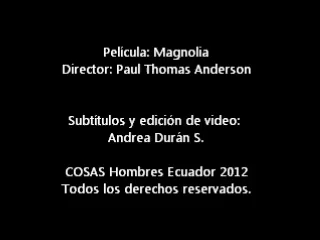 Película: Magnolia
Director: Paul Thomas Anderson
Subtítulos y edición de video:
Andrea Durán S.
COSAS Hombres Ecuador 2012
Todos los derechos reservados.